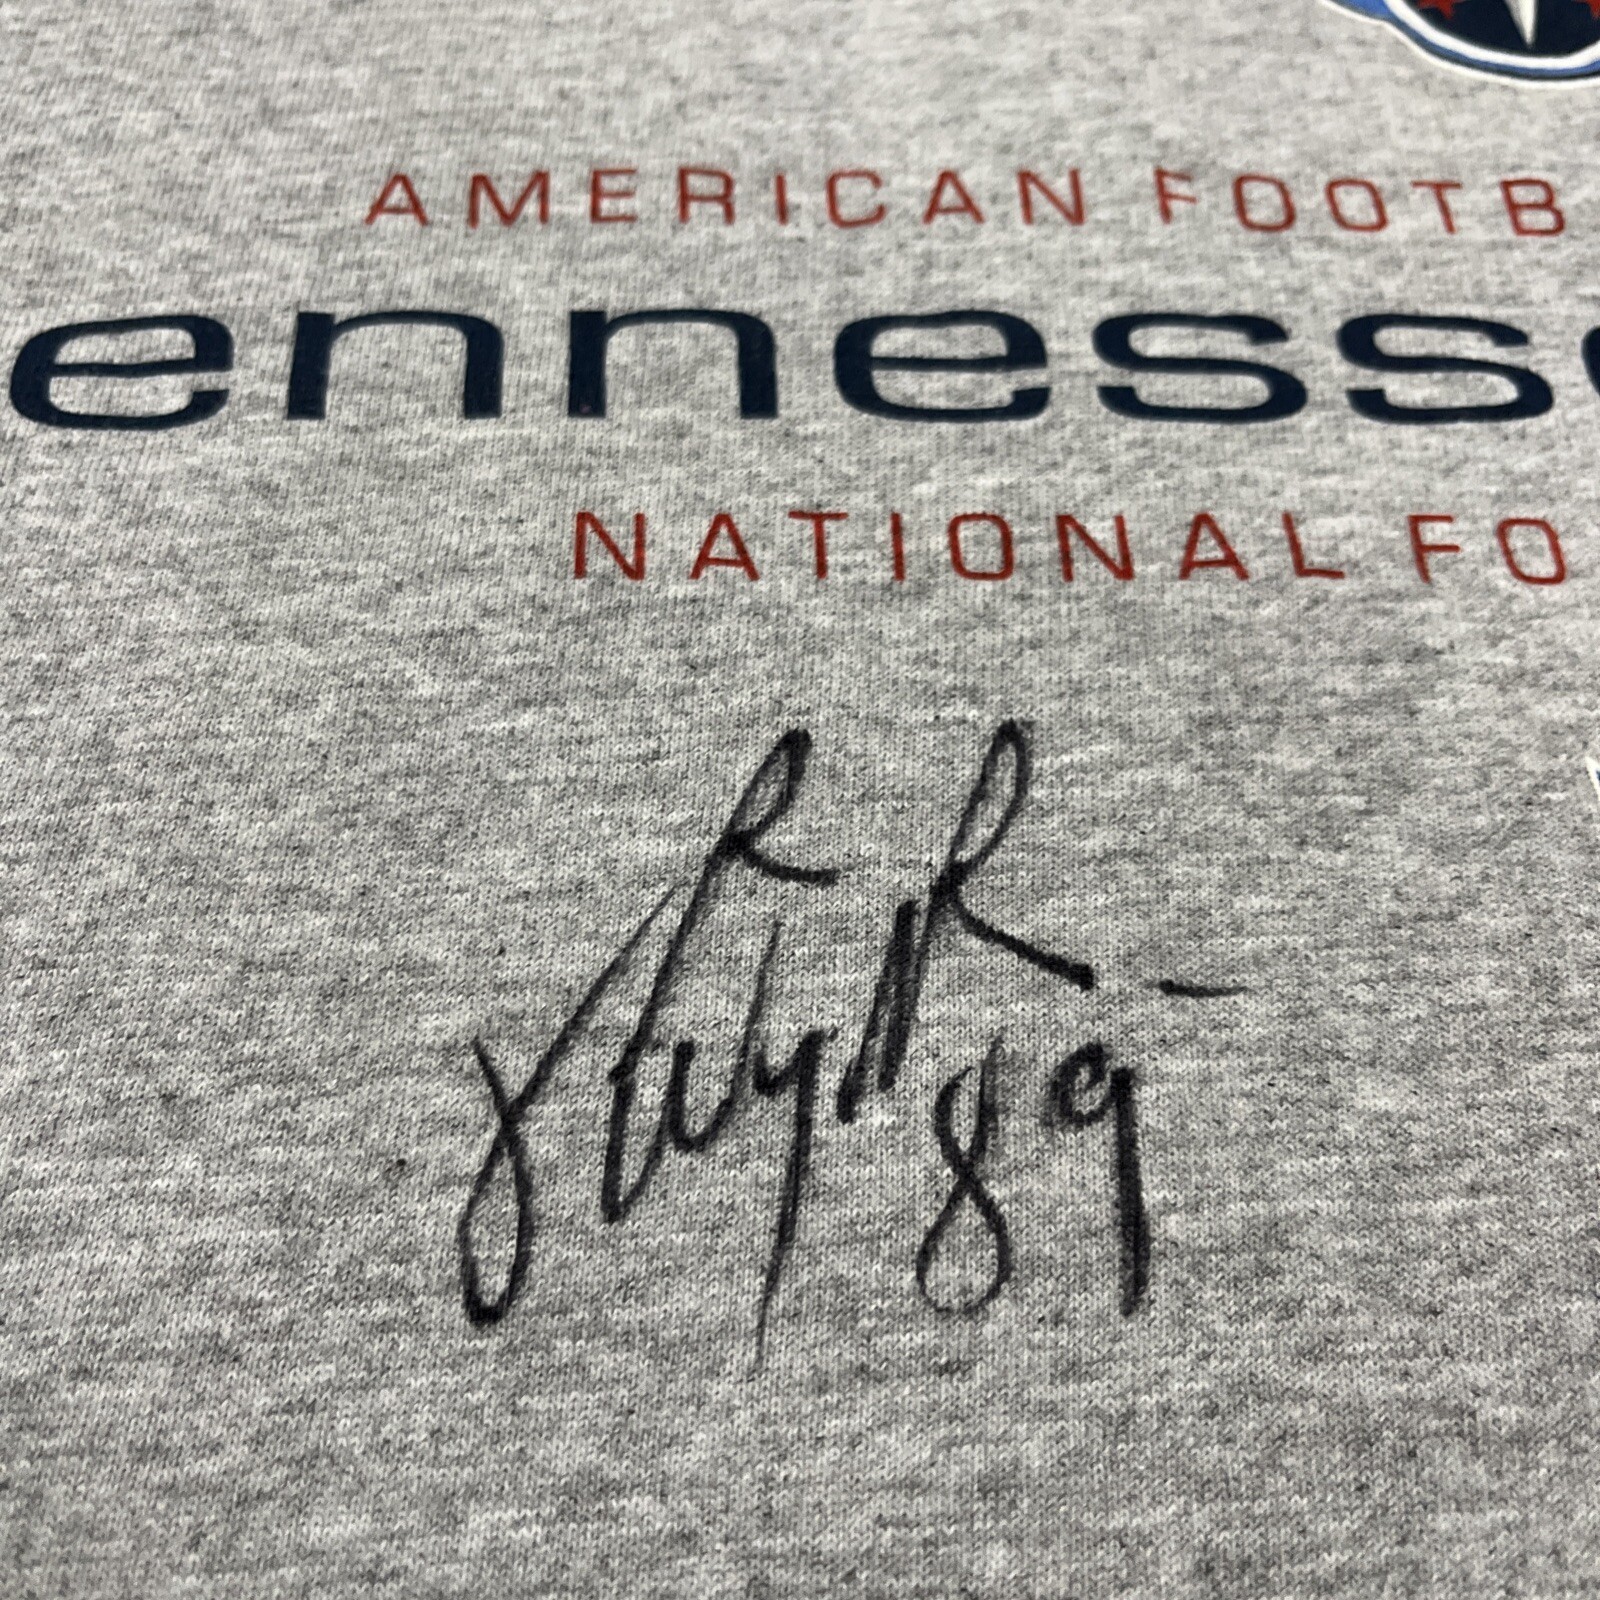 AMERICAN FOOTB
ennesse
NATIONAL FO
89